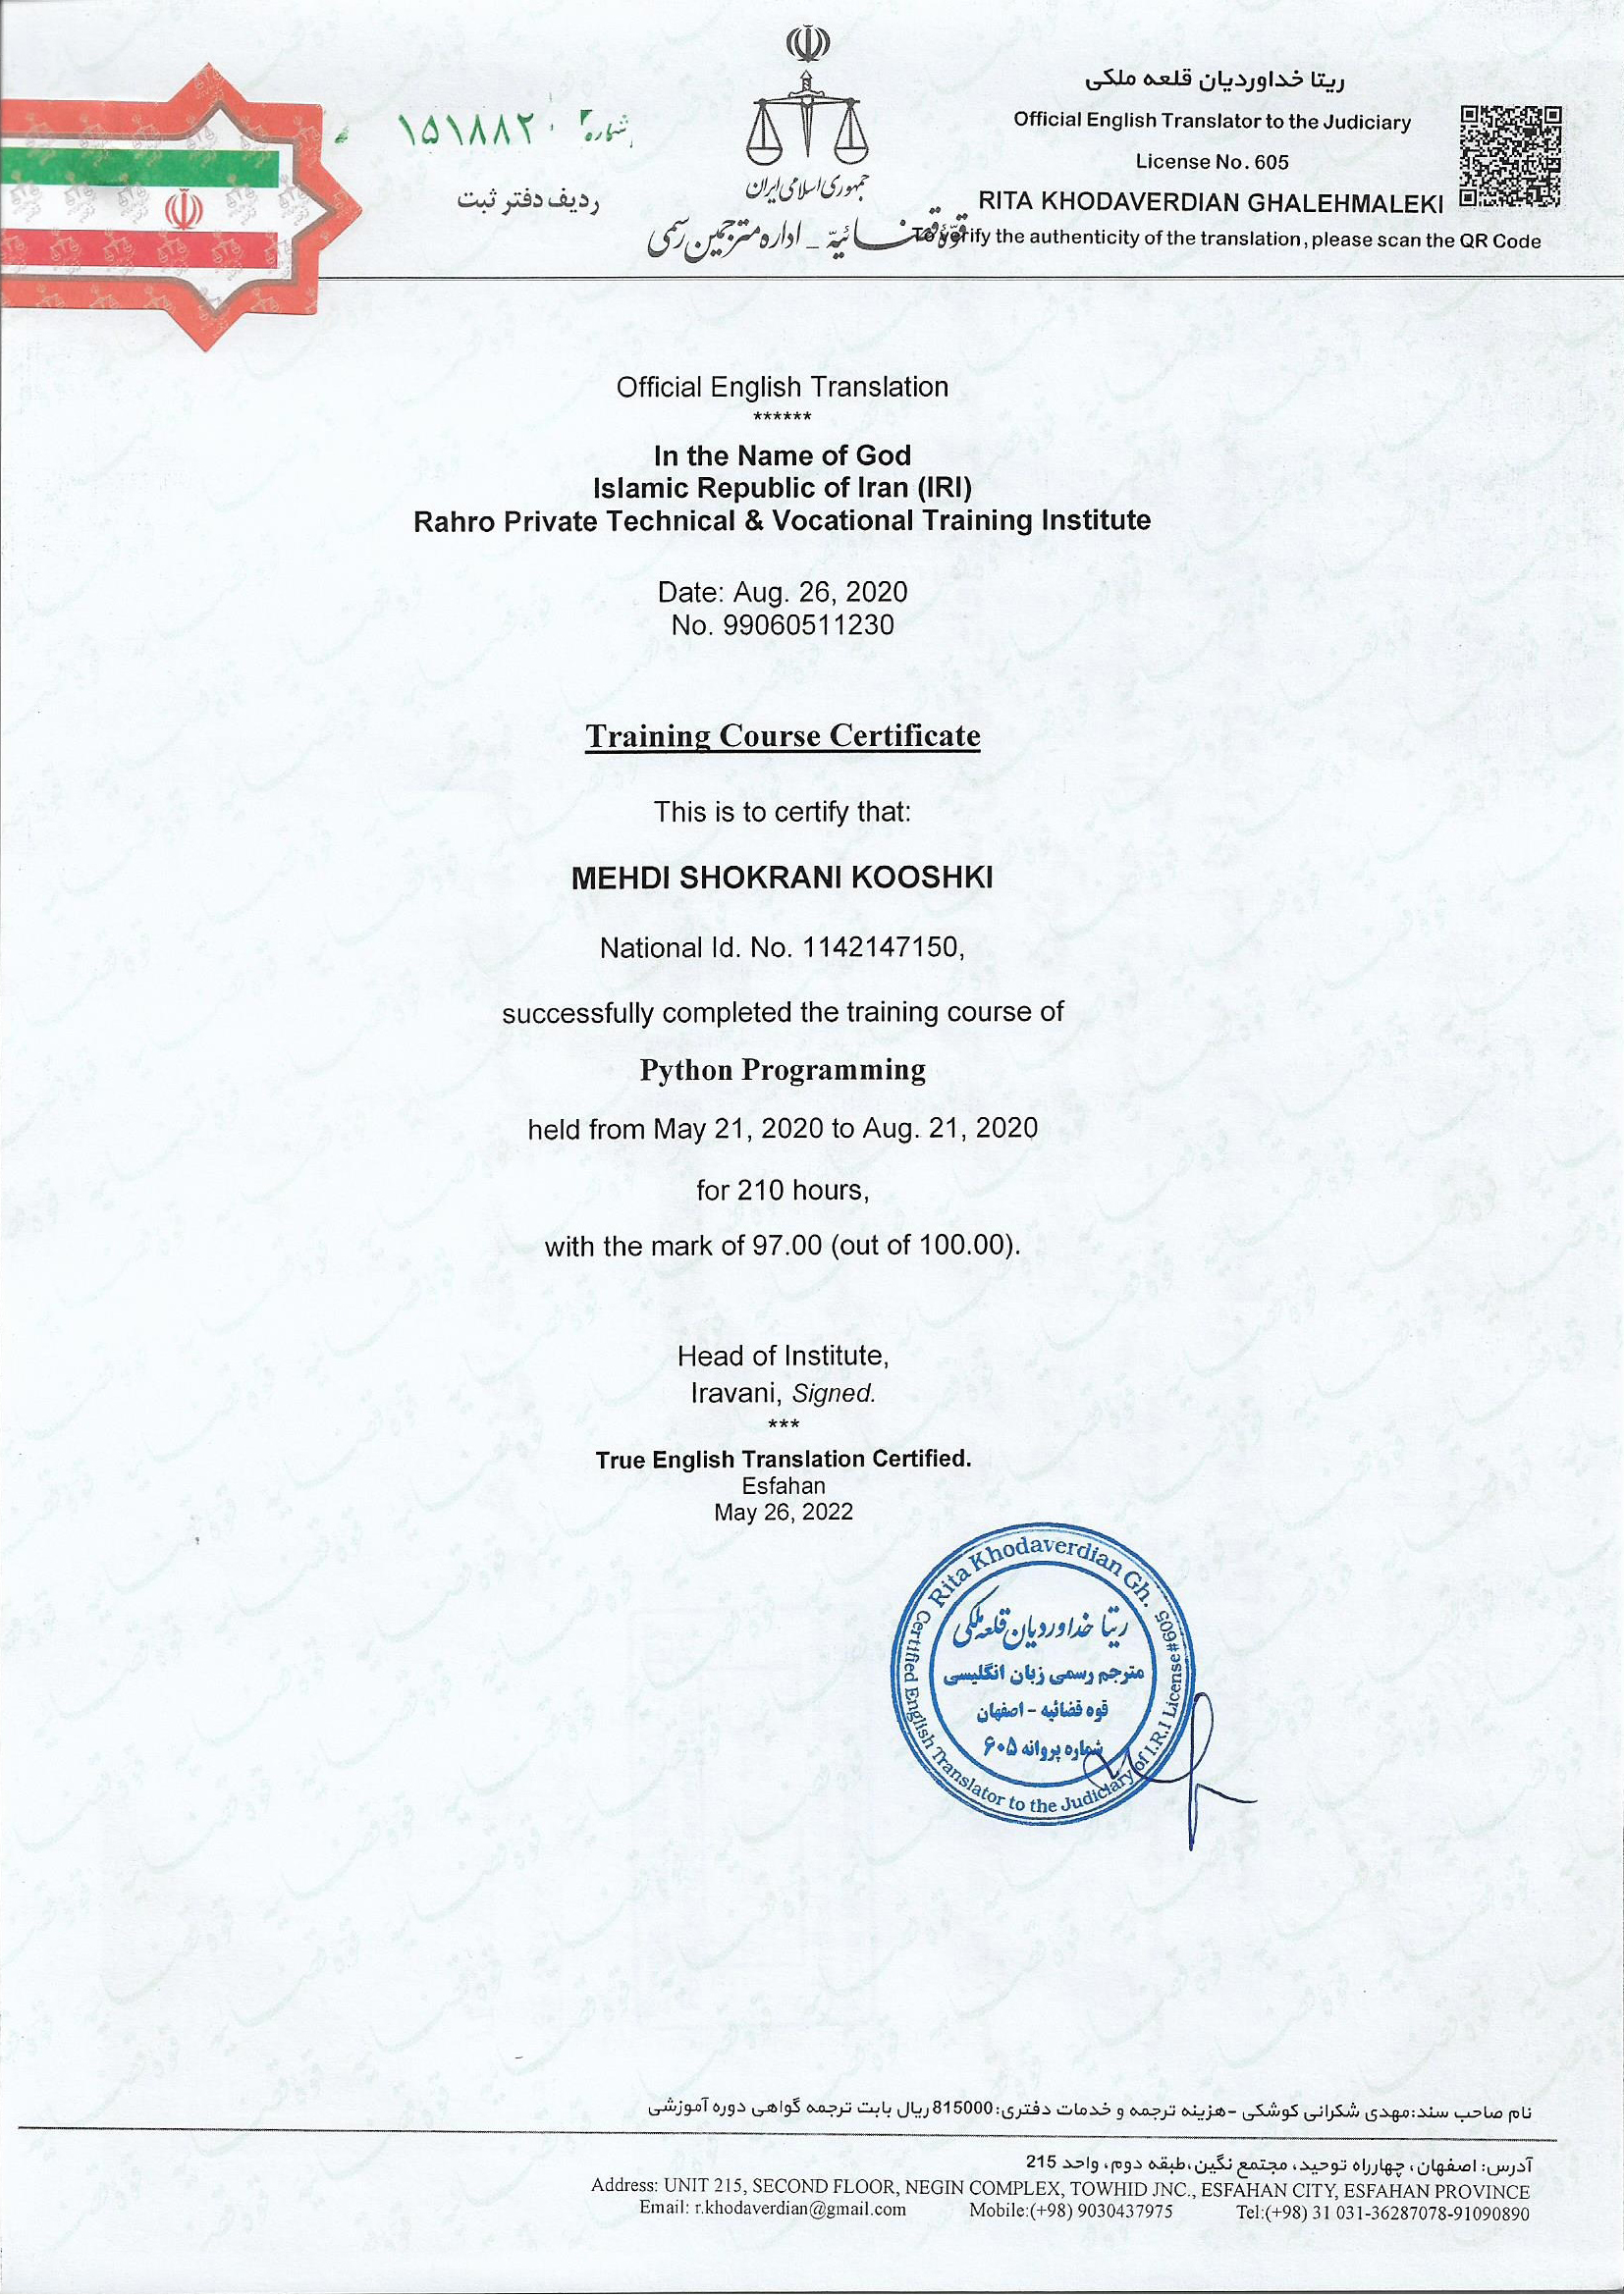 شماره ۱۵۱۸۸۲۰
ردیف دفتر ثبت
جمهوری اسلامی ایران
قوّهٔ قضـائیّه – اداره مترجمین رسمی
ریتا خداوردیان قلعه ملکی
Official English Translator to the Judiciary
License No. 605
RITA KHODAVERDIAN GHALEHMALEKI
To verify the authenticity of the translation, please scan the QR Code
Official English Translation
******
In the Name of God
Islamic Republic of Iran (IRI)
Rahro Private Technical & Vocational Training Institute
Date: Aug. 26, 2020
No. 99060511230
Training Course Certificate
This is to certify that:
MEHDI SHOKRANI KOOSHKI
National Id. No. 1142147150,
successfully completed the training course of
Python Programming
held from May 21, 2020 to Aug. 21, 2020
for 210 hours,
with the mark of 97.00 (out of 100.00).
Head of Institute,
Iravani, Signed.
***
True English Translation Certified.
Esfahan
May 26, 2022
Rita Khodaverdian Gh.
Certified English Translator to the Judiciary of I.R.I License#605
ریتا خداوردیان قلعه ملکی
مترجم رسمی زبان انگلیسی
قوه قضائیه - اصفهان
شماره پروانه ۶۰۵
نام صاحب سند:مهدی شکرانی کوشکی -هزینه ترجمه و خدمات دفتری:815000ریال بابت ترجمه گواهی دوره آموزشی
آدرس: اصفهان، چهارراه توحید، مجتمع نگین،طبقه دوم، واحد 215
Address: UNIT 215, SECOND FLOOR, NEGIN COMPLEX, TOWHID JNC., ESFAHAN CITY, ESFAHAN PROVINCE
Email: r.khodaverdian@gmail.com Mobile:(+98) 9030437975 Tel:(+98) 31 031-36287078-91090890